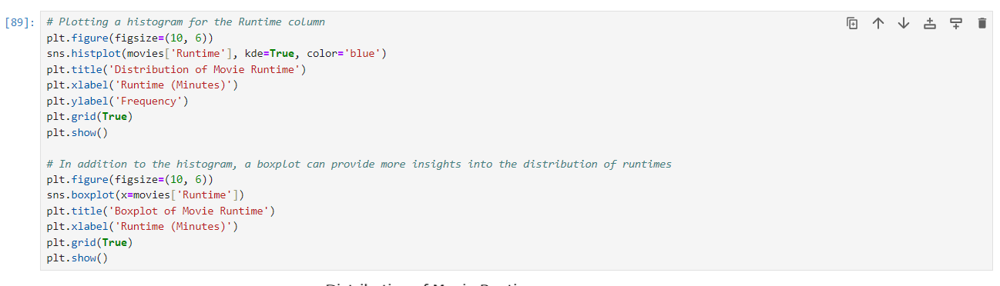 [89]:
# Plotting a histogram for the Runtime column
plt.figure(figsize=(10, 6))
sns.histplot(movies['Runtime'], kde=True, color='blue')
plt.title('Distribution of Movie Runtime')
plt.xlabel('Runtime (Minutes)')
plt.ylabel('Frequency')
plt.grid(True)
plt.show()

# In addition to the histogram, a boxplot can provide more insights into the distribution of runtimes
plt.figure(figsize=(10, 6))
sns.boxplot(x=movies['Runtime'])
plt.title('Boxplot of Movie Runtime')
plt.xlabel('Runtime (Minutes)')
plt.grid(True)
plt.show()